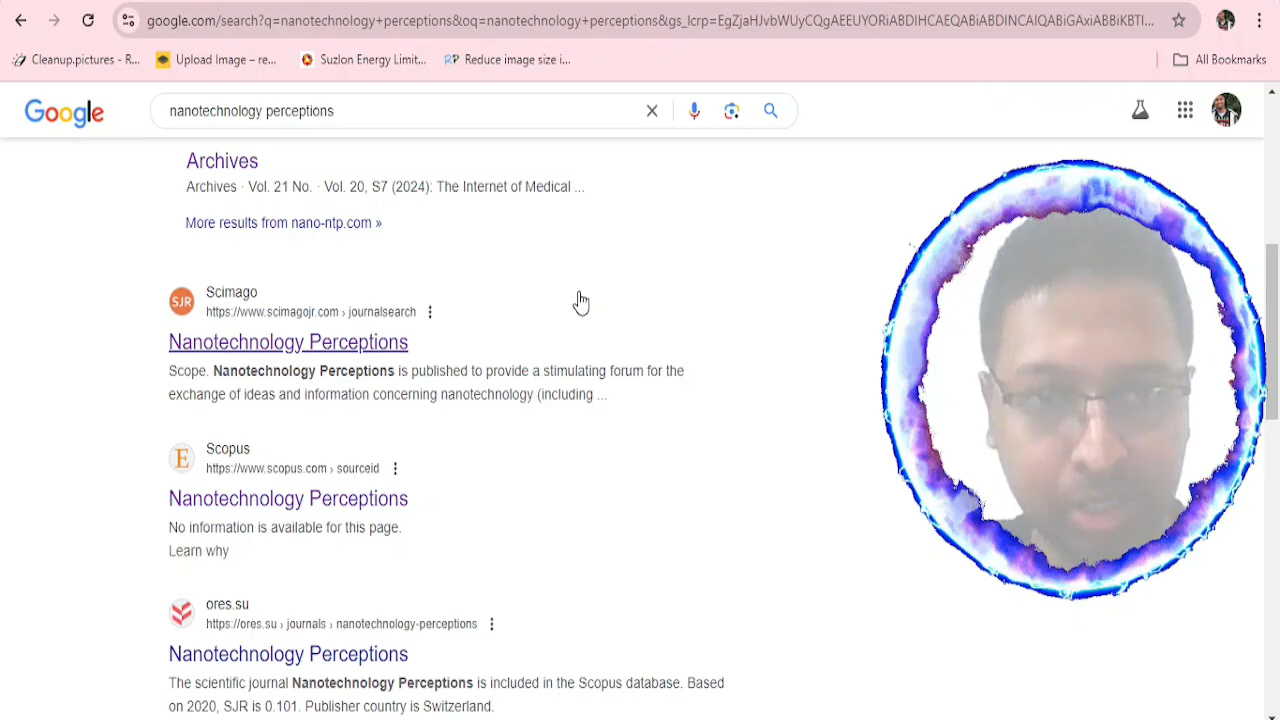 google.com/search?q=nanotechnology+perceptions&oq=nanotechnology+perceptions&gs_lcrp=EgZjaHJvbWUyCQgAEEUYORiABDIHCAEQABiABDINCAIQABiGAxiABBiKBTI...
Cleanup.pictures - R...
Upload Image – re...
Suzlon Energy Limit...
Reduce image size i...
All Bookmarks
Google
nanotechnology perceptions
Archives
Archives · Vol. 21 No. · Vol. 20, S7 (2024): The Internet of Medical ...
More results from nano-ntp.com »
SJR
Scimago
https://www.scimagojr.com › journalsearch
Nanotechnology Perceptions
Scope. Nanotechnology Perceptions is published to provide a stimulating forum for the
exchange of ideas and information concerning nanotechnology (including ...
E
Scopus
https://www.scopus.com › sourceid
Nanotechnology Perceptions
No information is available for this page.
Learn why
ores.su
https://ores.su › journals › nanotechnology-perceptions
Nanotechnology Perceptions
The scientific journal Nanotechnology Perceptions is included in the Scopus database. Based
on 2020, SJR is 0.101. Publisher country is Switzerland.